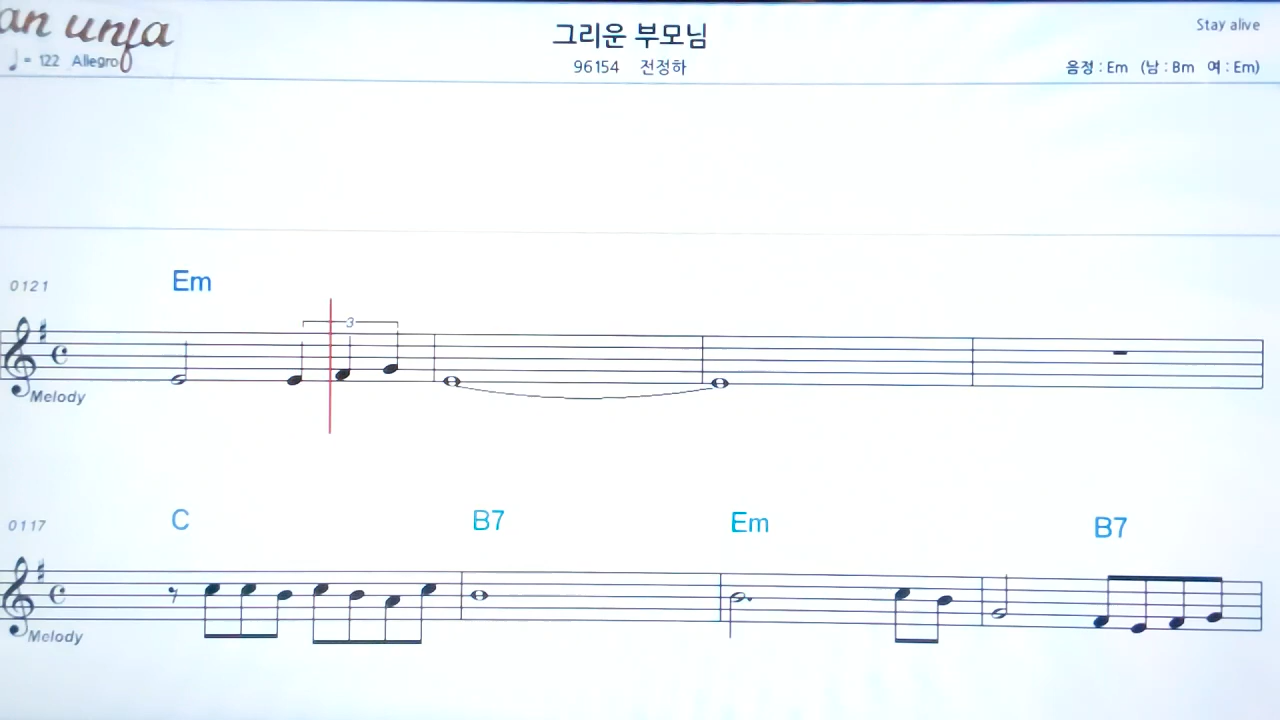 an unja
그리운 부모님
Stay alive
♩ = 122 Allegro
96154 전정하
음정 : Em (남 : Bm 여 : Em)
Em
0121
3
Melody
C B7 Em B7
0117
Melody